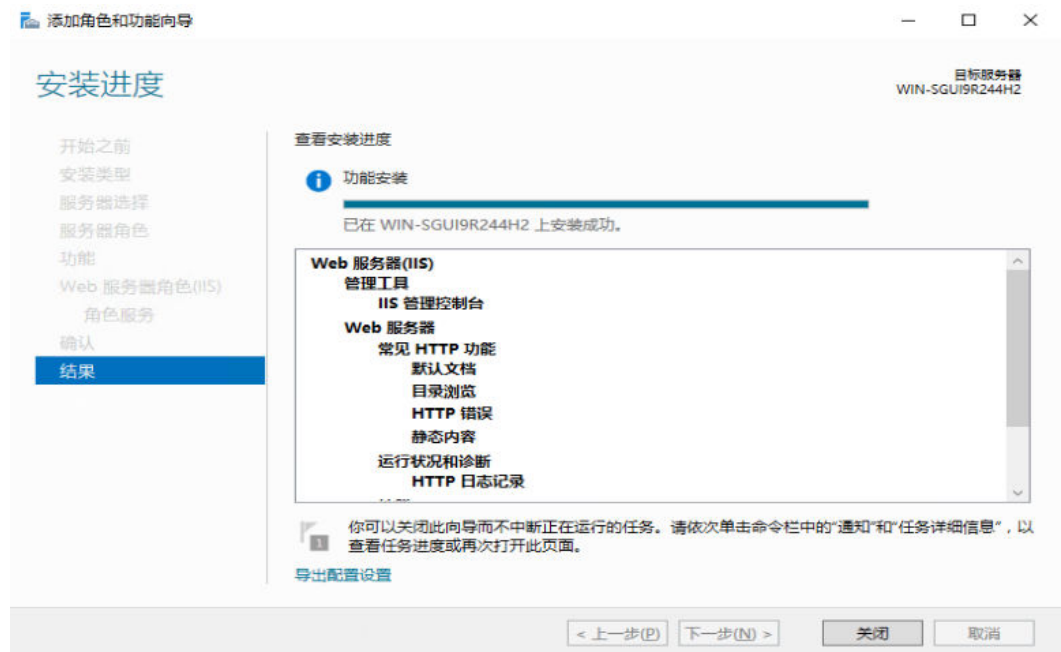 添加角色和功能向导
安装进度
目标服务器
WIN-SGUI9R244H2
开始之前
安装类型
服务器选择
服务器角色
功能
Web 服务器角色(IIS)
角色服务
确认
结果
查看安装进度
功能安装
已在 WIN-SGUI9R244H2 上安装成功。
Web 服务器(IIS)
管理工具
IIS 管理控制台
Web 服务器
常见 HTTP 功能
默认文档
目录浏览
HTTP 错误
静态内容
运行状况和诊断
HTTP 日志记录
1
你可以关闭此向导而不中断正在运行的任务。请依次单击命令栏中的“通知”和“任务详细信息”，以
查看任务进度或再次打开此页面。
导出配置设置
< 上一步(P) 下一步(N) > 关闭 取消